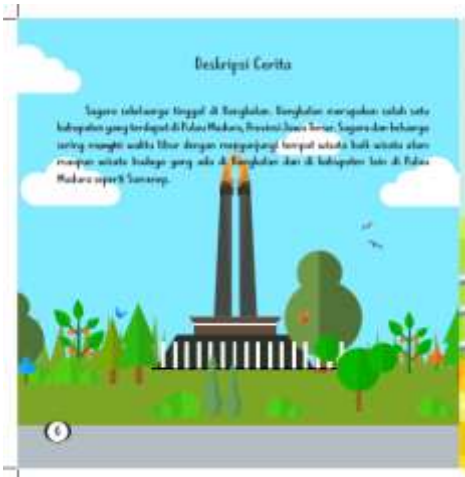 Deskripsi Cerita
Sagara sekeluarga tinggal di Bangkalan. Bangkalan merupakan salah satu
kabupaten yang terdapat di Pulau Madura, Provinsi Jawa Timur. Sagara dan keluarga
sering mengisi waktu libur dengan mengunjungi tempat wisata baik wisata alam
maupun wisata budaya yang ada di Bangkalan dan di kabupaten lain di Pulau
Madura seperti Sumenep.
6